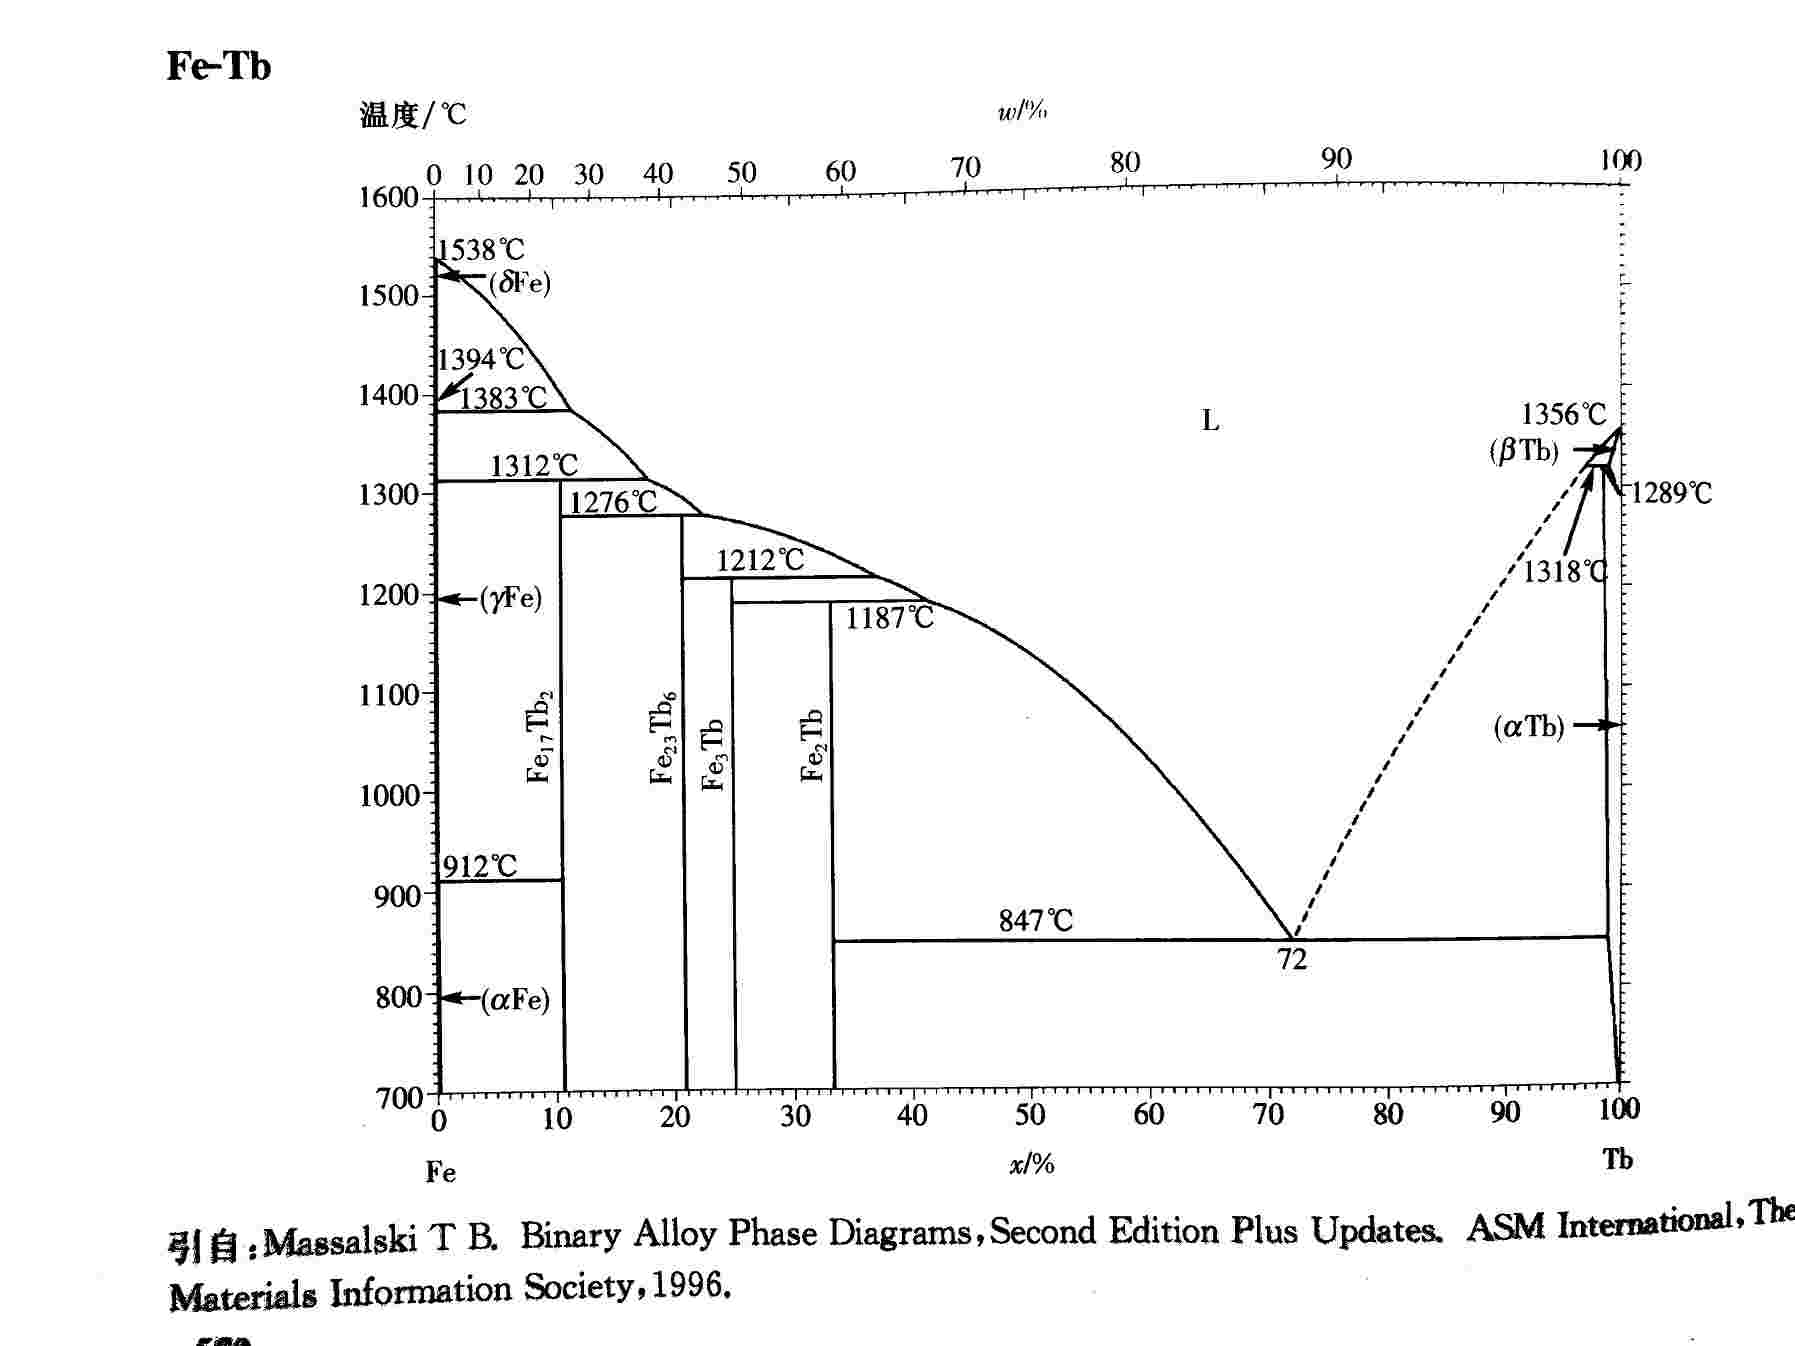 Fe-Tb
温度/℃
w/%
0 10 20 30 40 50 60 70 80 90 100
1600
1538℃
(δFe)
1500
1394℃
1400
1383℃
L
1356℃
(βTb)
1312℃
1300
1276℃
1289℃
1212℃
1318℃
1200
(γFe)
1187℃
1100
Fe17Tb2
Fe23Tb6
Fe3Tb
Fe2Tb
(αTb)
1000
912℃
900
847℃
72
800
(αFe)
700
0 10 20 30 40 50 60 70 80 90 100
Fe
x/%
Tb
引自:Massalski T B. Binary Alloy Phase Diagrams,Second Edition Plus Updates. ASM International,The
Materials Information Society,1996.